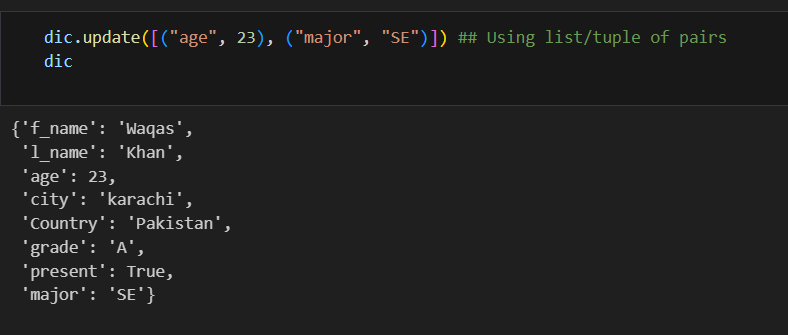 dic.update([("age", 23), ("major", "SE")]) ## Using list/tuple of pairs
dic
{'f_name': 'Waqas',
'l_name': 'Khan',
'age': 23,
'city': 'karachi',
'Country': 'Pakistan',
'grade': 'A',
'present': True,
'major': 'SE'}